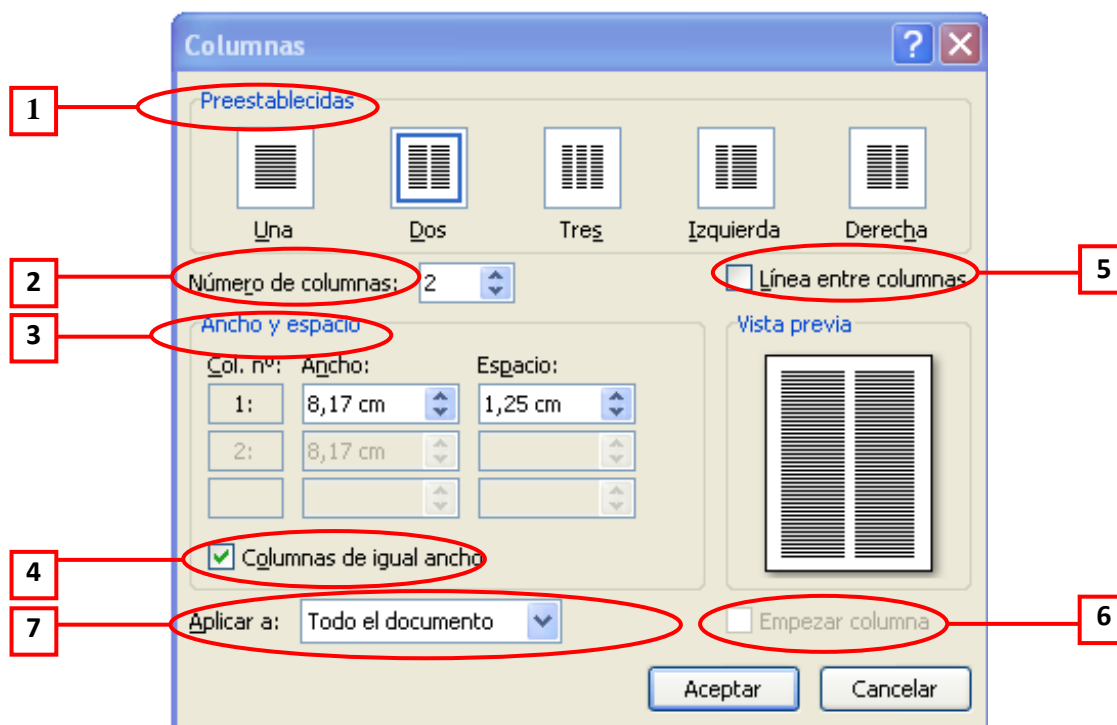 Columnas
1
Preestablecidas
Una Dos Tres Izquierda Derecha
2
Número de columnas: 2
Línea entre columnas
5
3
Ancho y espacio
Vista previa
Col. nº: Ancho: Espacio:
1: 8,17 cm 1,25 cm
2: 8,17 cm
4
Columnas de igual ancho
7
Aplicar a: Todo el documento
Empezar columna
6
Aceptar Cancelar